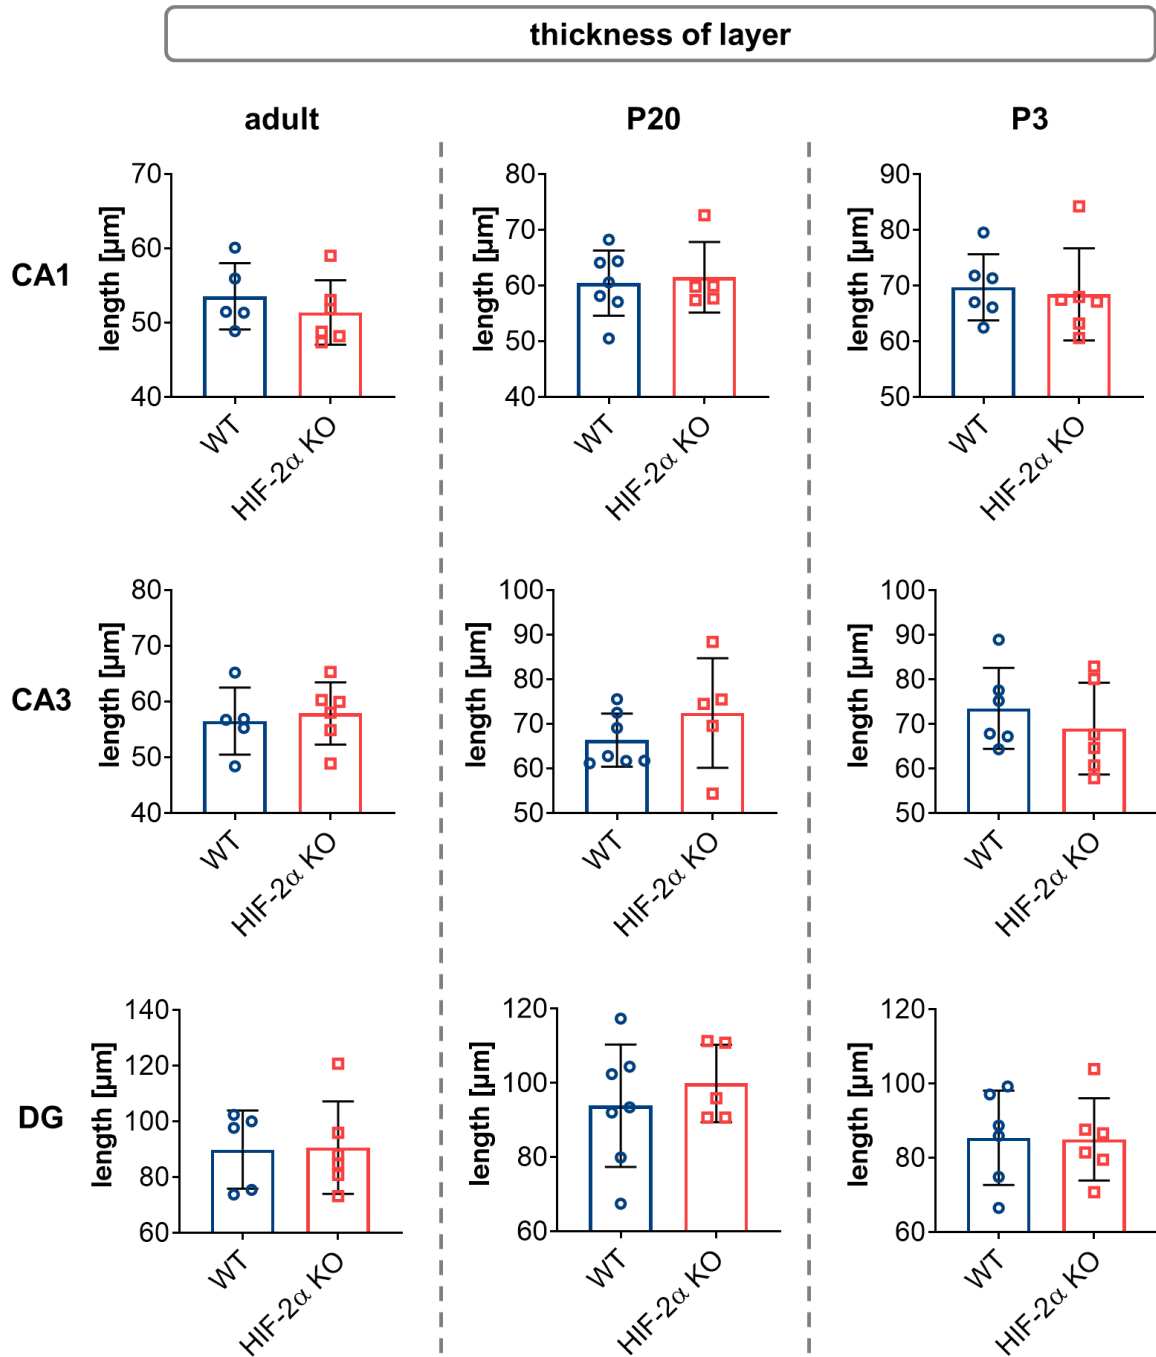 thickness of layer
adult P20 P3
CA1
length [µm]
70
60
50
40
WT
HIF-2α KO
length [µm]
80
70
60
50
40
WT
HIF-2α KO
length [µm]
90
80
70
60
50
WT
HIF-2α KO
CA3
length [µm]
80
70
60
50
40
WT
HIF-2α KO
length [µm]
100
90
80
70
60
50
WT
HIF-2α KO
length [µm]
100
90
80
70
60
50
WT
HIF-2α KO
DG
length [µm]
140
120
100
80
60
WT
HIF-2α KO
length [µm]
120
100
80
60
WT
HIF-2α KO
length [µm]
120
100
80
60
WT
HIF-2α KO